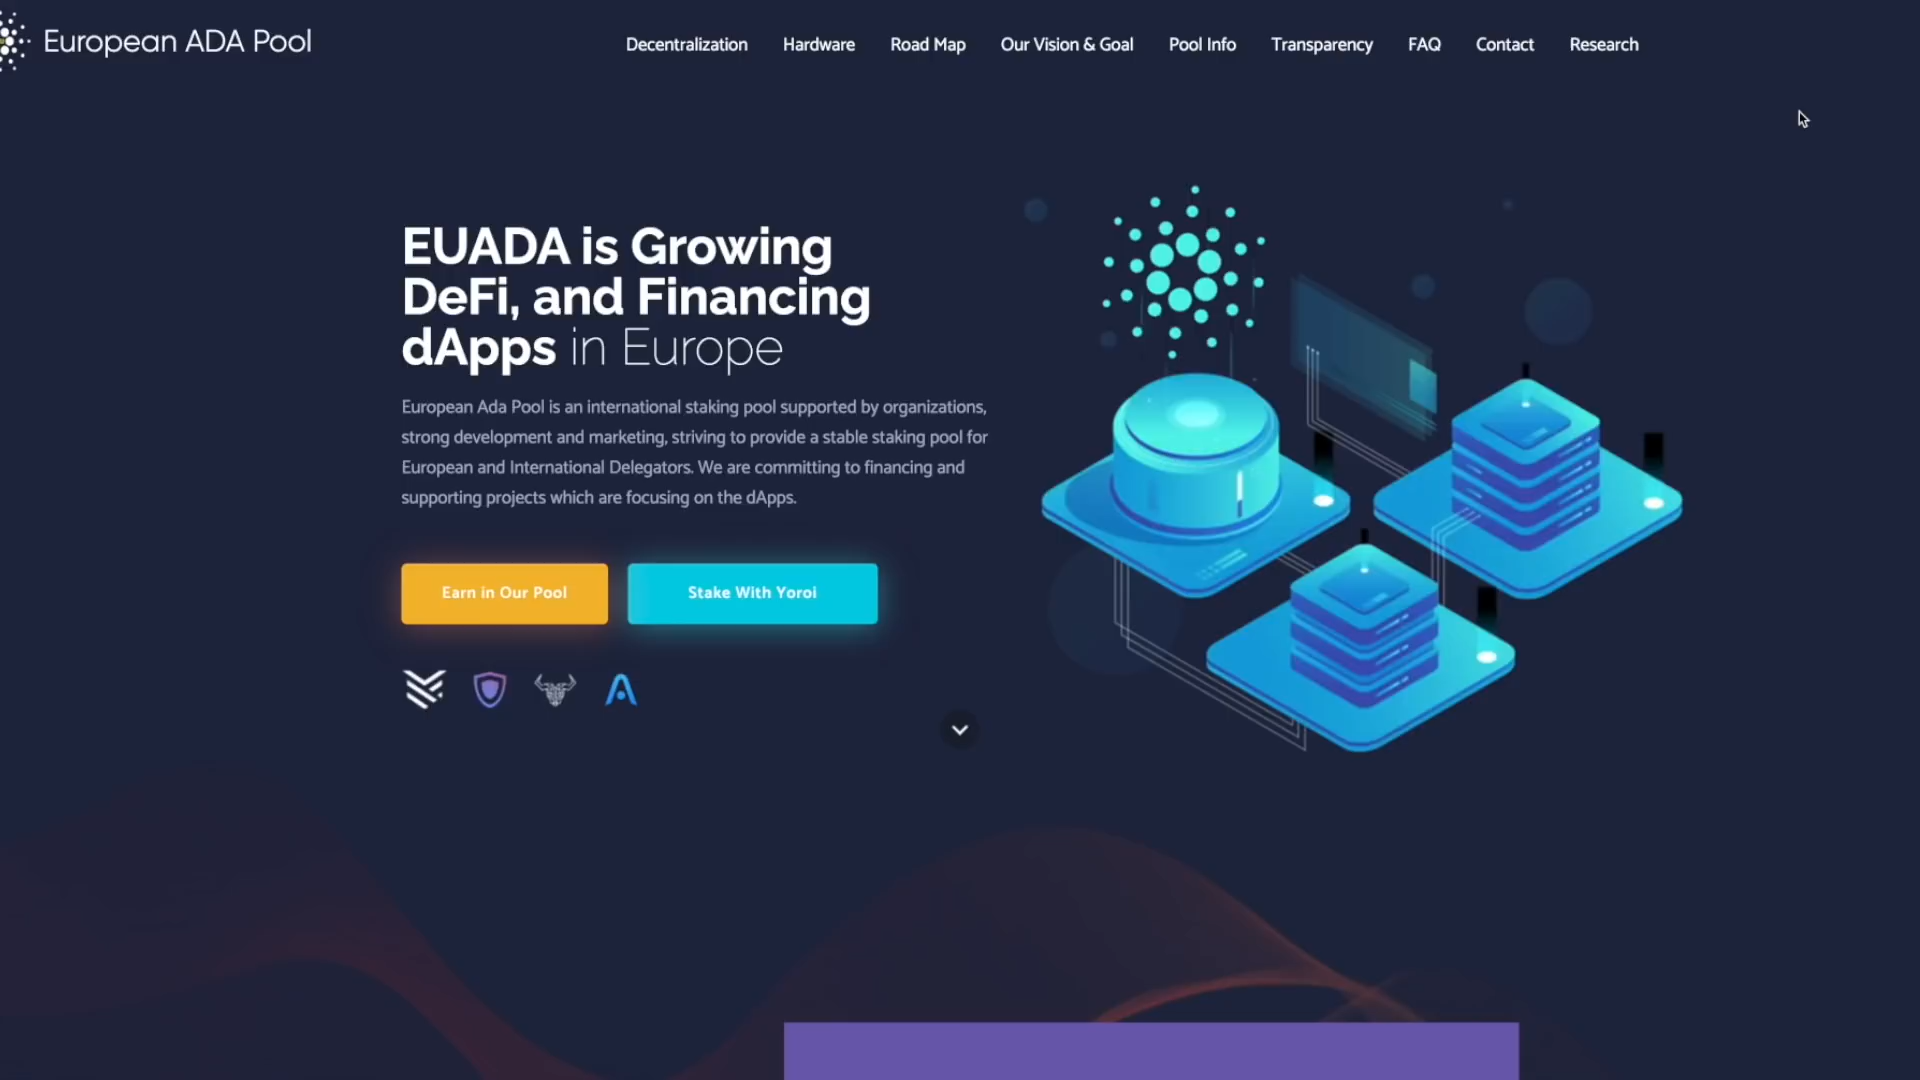 European ADA Pool
Decentralization
Hardware
Road Map
Our Vision & Goal
Pool Info
Transparency
FAQ
Contact
Research
EUADA is Growing
DeFi, and Financing
dApps in Europe
European Ada Pool is an international staking pool supported by organizations,
strong development and marketing, striving to provide a stable staking pool for
European and International Delegators. We are committing to financing and
supporting projects which are focusing on the dApps.
Earn in Our Pool
Stake With Yoroi